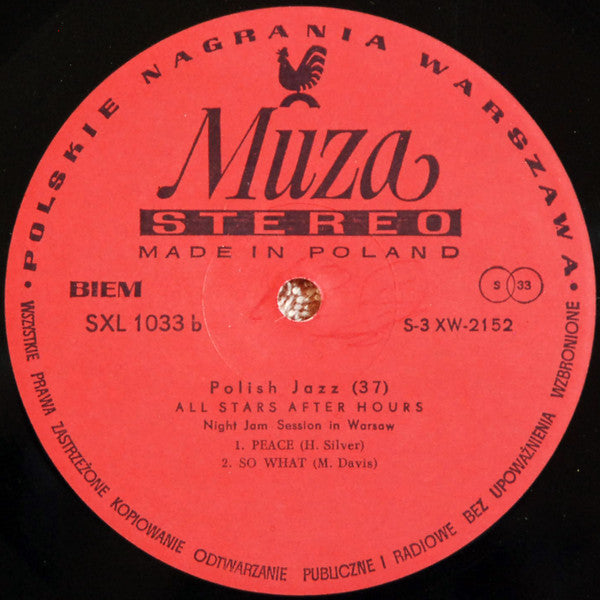 • POLSKIE NAGRANIA WARSZAWA •
Muza
STEREO
MADE IN POLAND
BIEM
S 33
SXL 1033 b
S-3 XW-2152
Polish Jazz (37)
ALL STARS AFTER HOURS
Night Jam Session in Warsaw
1. PEACE (H. Silver)
2. SO WHAT (M. Davis)
WSZSTKIE PRAWA ZASTRZEŻONE KOPIOWANIE ODTWARZANIE PUBLICZNE I RADIOWE BEZ UPOWAŻNIENIA WZBRONIONE